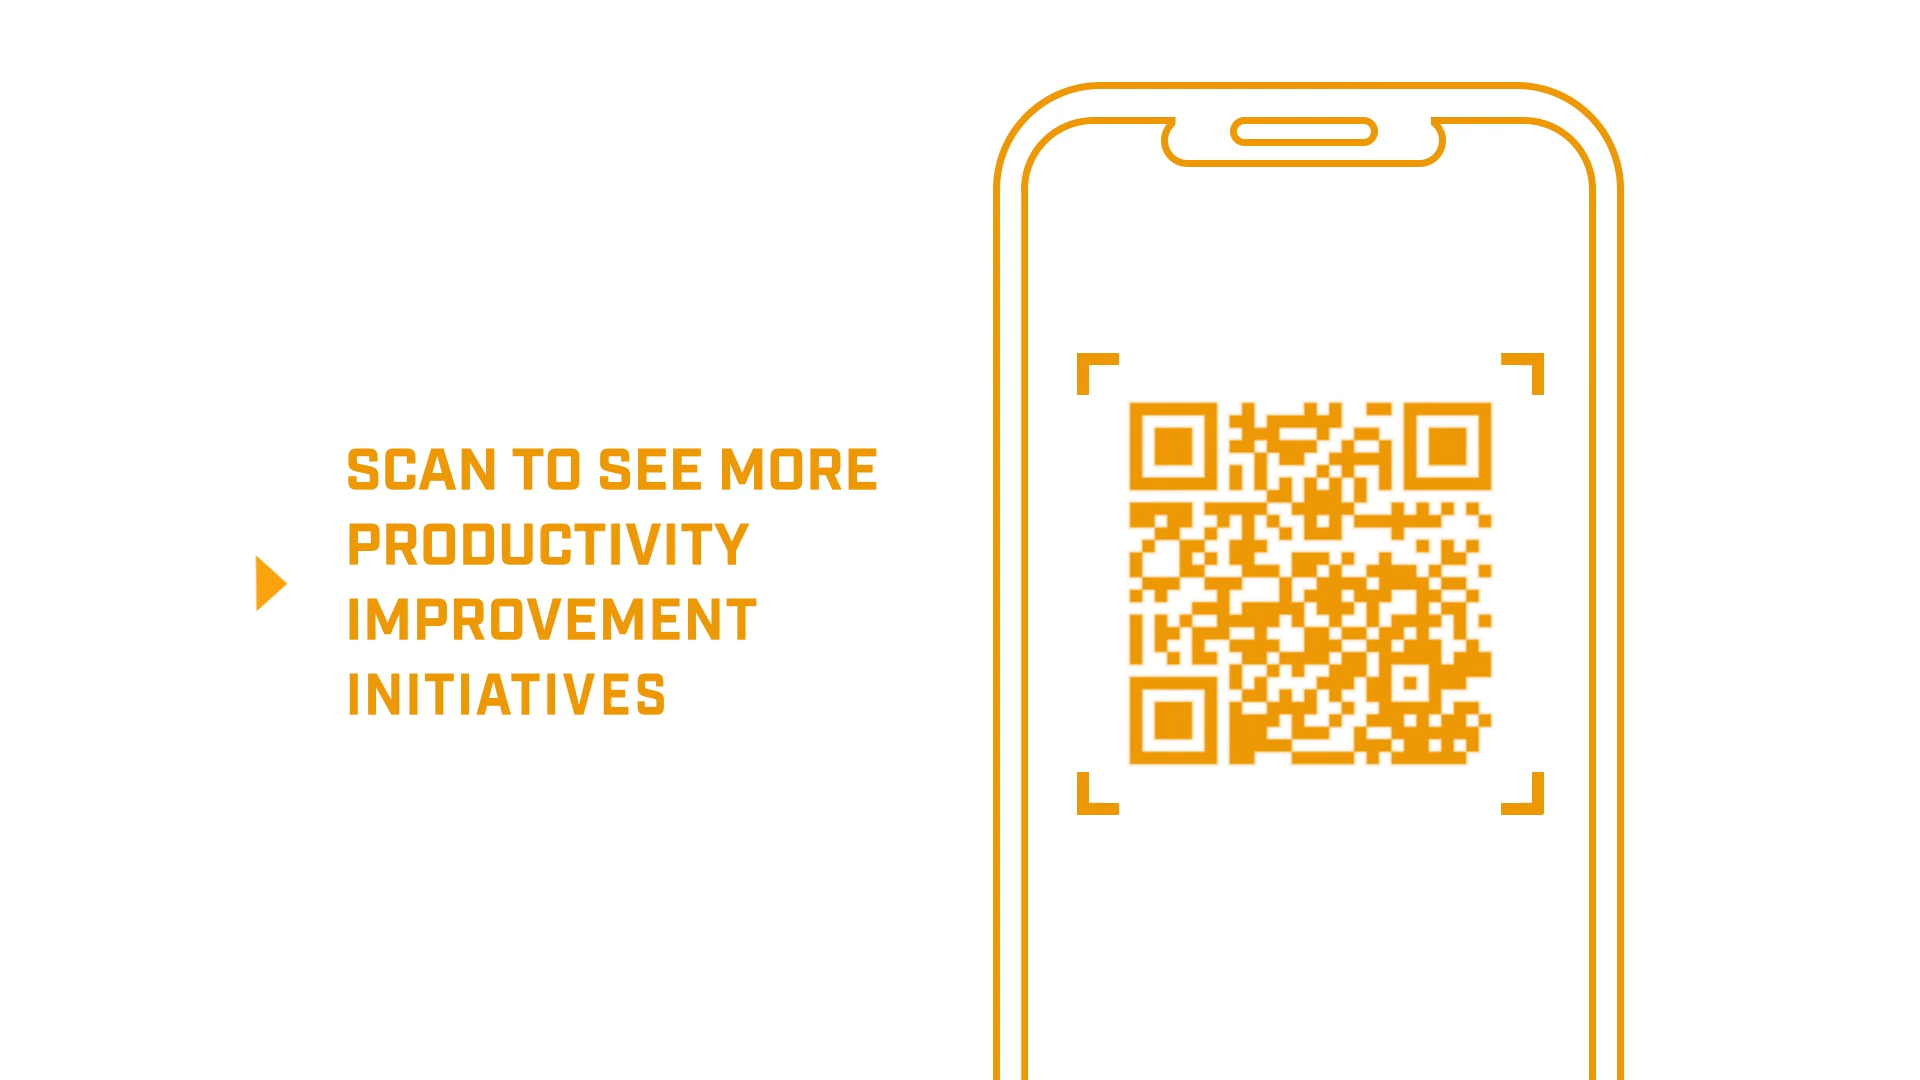 SCAN TO SEE MORE
PRODUCTIVITY
IMPROVEMENT
INITIATIVES